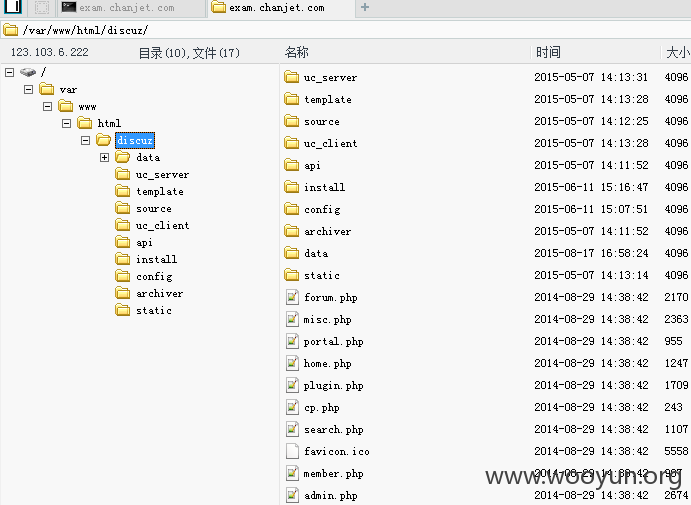 exam.chanjet.com
exam.chanjet.com
/var/www/html/discuz/
123.103.6.222 目录(10),文件(17) 名称 时间 大小
/
var
www
html
discuz
data
uc_server
template
source
uc_client
api
install
config
archiver
static
uc_server 2015-05-07 14:13:31 4096
template 2015-05-07 14:13:28 4096
source 2015-05-07 14:12:25 4096
uc_client 2015-05-07 14:13:28 4096
api 2015-05-07 14:11:52 4096
install 2015-06-11 15:16:47 4096
config 2015-06-11 15:07:51 4096
archiver 2015-05-07 14:11:52 4096
data 2015-08-17 16:58:24 4096
static 2015-05-07 14:13:14 4096
forum.php 2014-08-29 14:38:42 2170
misc.php 2014-08-29 14:38:42 2363
portal.php 2014-08-29 14:38:42 955
home.php 2014-08-29 14:38:42 1247
plugin.php 2014-08-29 14:38:42 1709
cp.php 2014-08-29 14:38:42 243
search.php 2014-08-29 14:38:42 1107
favicon.ico 2014-08-29 14:38:42 5558
member.php 2014-08-29 14:38:42
www.wooyun.org
admin.php 2014-08-29 14:38:42 2674